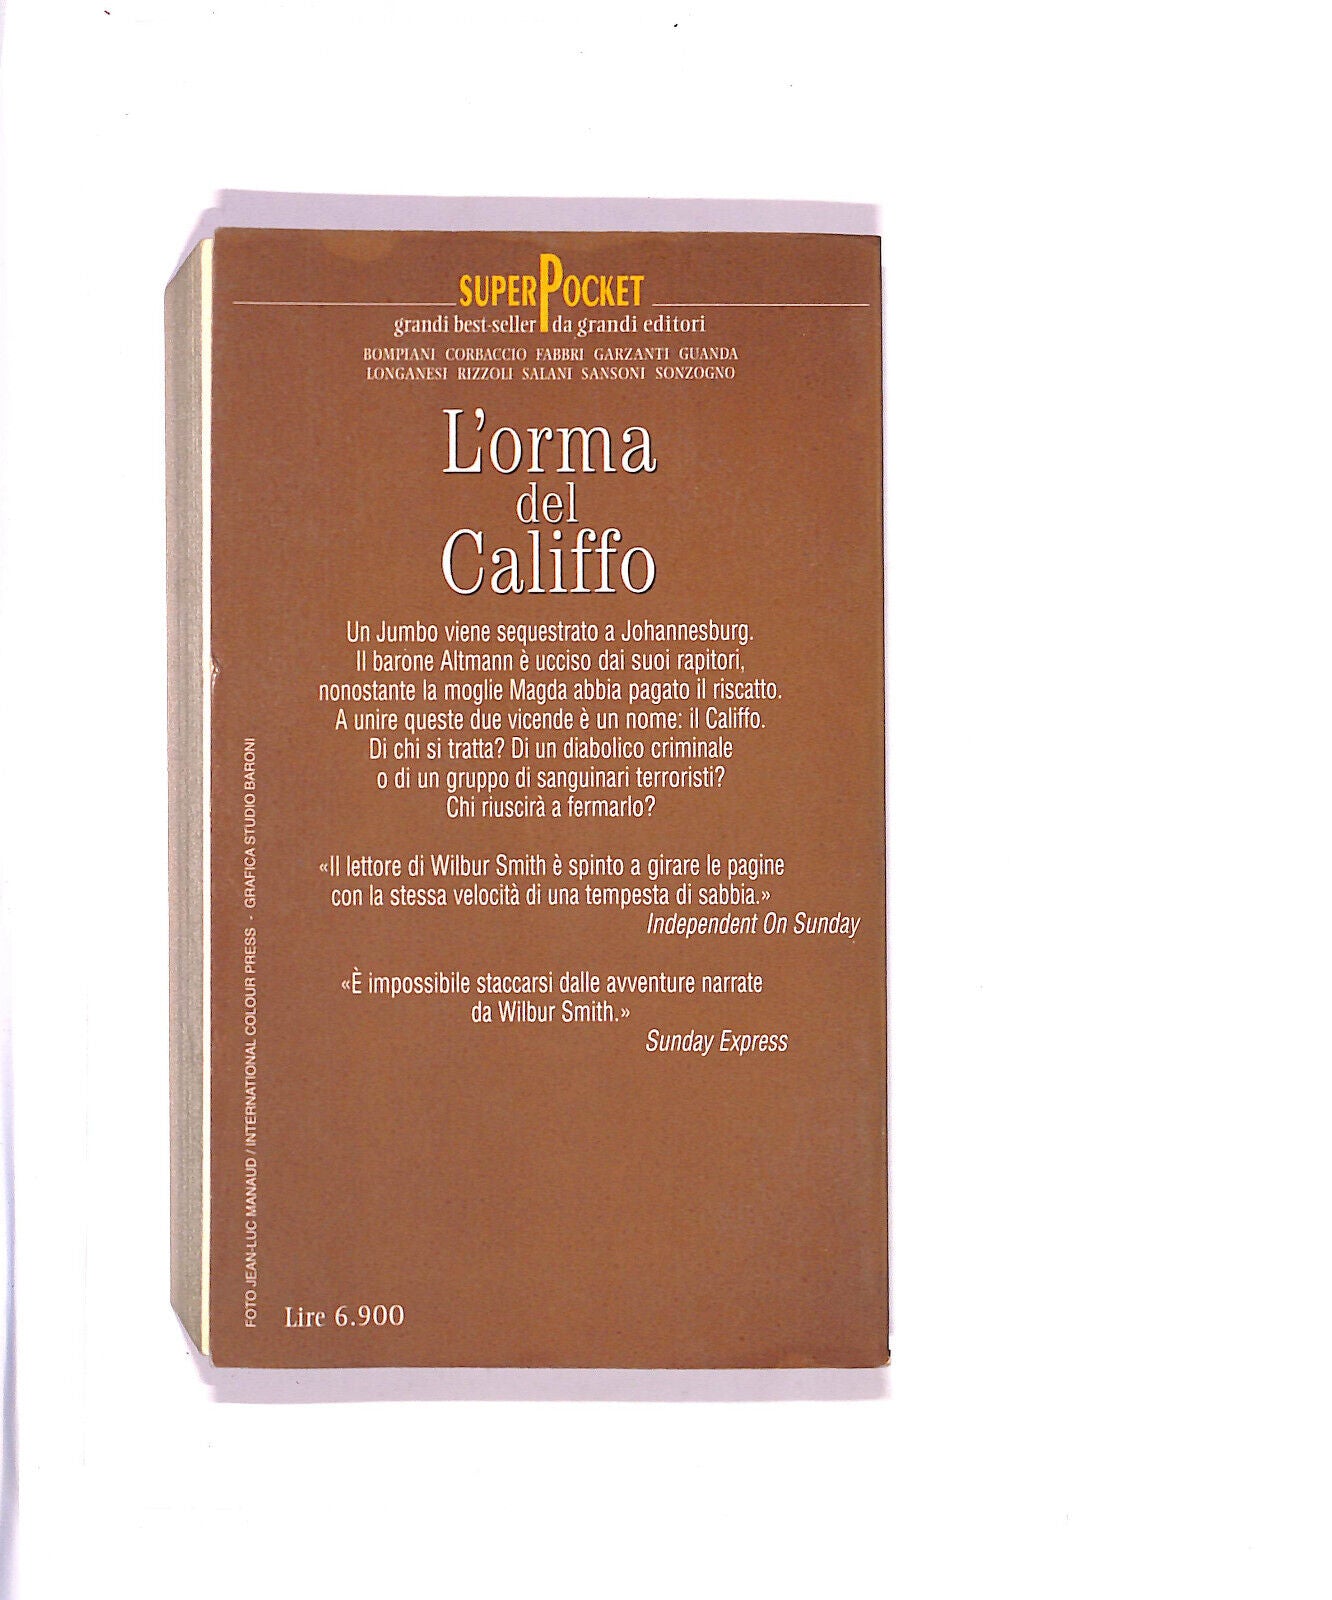 SUPERPOCKET
grandi best-seller da grandi editori
BOMPIANI CORBACCIO FABBRI GARZANTI GUANDA
LONGANESI RIZZOLI SALANI SANSONI SONZOGNO
L'orma
del
Califfo
Un Jumbo viene sequestrato a Johannesburg.
Il barone Altmann è ucciso dai suoi rapitori,
nonostante la moglie Magda abbia pagato il riscatto.
A unire queste due vicende è un nome: il Califfo.
Di chi si tratta? Di un diabolico criminale
o di un gruppo di sanguinari terroristi?
Chi riuscirà a fermarlo?
«Il lettore di Wilbur Smith è spinto a girare le pagine
con la stessa velocità di una tempesta di sabbia.»
Independent On Sunday
«È impossibile staccarsi dalle avventure narrate
da Wilbur Smith.»
Sunday Express
FOTO JEAN-LUC MANAUD / INTERNATIONAL COLOUR PRESS - GRAFICA STUDIO BARONI
Lire 6.900